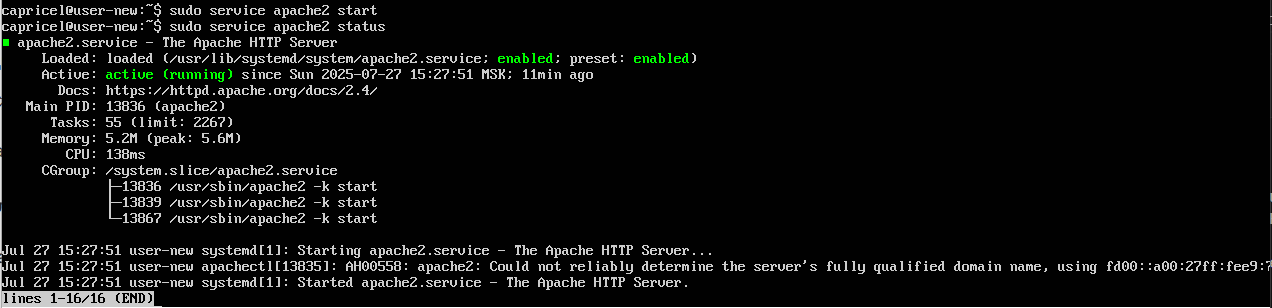 capricel@user-new:~$ sudo service apache2 start
capricel@user-new:~$ sudo service apache2 status
■ apache2.service - The Apache HTTP Server
     Loaded: loaded (/usr/lib/systemd/system/apache2.service; enabled; preset: enabled)
     Active: active (running) since Sun 2025-07-27 15:27:51 MSK; 11min ago
       Docs: https://httpd.apache.org/docs/2.4/
   Main PID: 13836 (apache2)
      Tasks: 55 (limit: 2267)
     Memory: 5.2M (peak: 5.6M)
        CPU: 138ms
     CGroup: /system.slice/apache2.service
             ├─13836 /usr/sbin/apache2 -k start
             ├─13839 /usr/sbin/apache2 -k start
             └─13867 /usr/sbin/apache2 -k start
Jul 27 15:27:51 user-new systemd[1]: Starting apache2.service - The Apache HTTP Server...
Jul 27 15:27:51 user-new apachectl[13835]: AH00558: apache2: Could not reliably determine the server's fully qualified domain name, using fd00::a00:27ff:fee9:7
Jul 27 15:27:51 user-new systemd[1]: Started apache2.service - The Apache HTTP Server.
lines 1-16/16 (END)